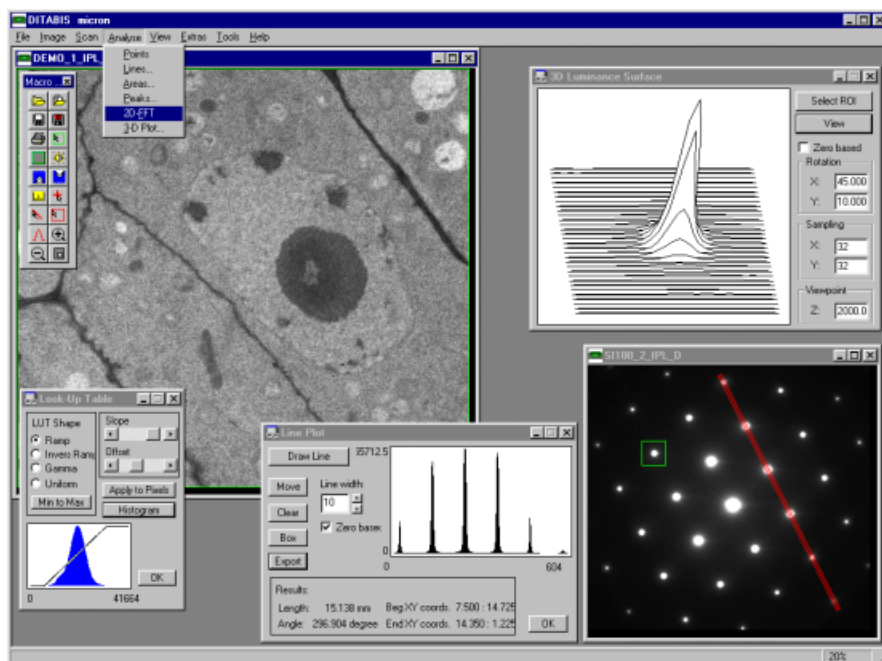 DITABIS micron
File Image Scan Analyse View Extras Tools Help
DEMO_1_IPL_
Points
Lines...
Areas...
Peaks...
2D-FFT
3-D Plot...
Macro ..
3D Luminance Surface
Select ROI
View
Zero based
Rotation
X: 45.000
Y: 10.000
Sampling
X: 32
Y: 32
Viewpoint
Z: 2000.0
SI100_2_IPL_D
Look-Up Table
LUT Shape
Ramp
Invers Ramp
Gamma
Uniform
Min to Max
Slope
Offset
Apply to Pixels
Histogram
OK
0 41664
Line Plot
Draw Line
Move
Clear
Box
Export
Line width:
10
Zero base
5712.5
0
0 604
Results:
Length: 15.138 mm Beg.XY coords. 7.500 : 14.725
Angle: 296.904 degree End.XY coords. 14.350 : 1.225
OK
20%